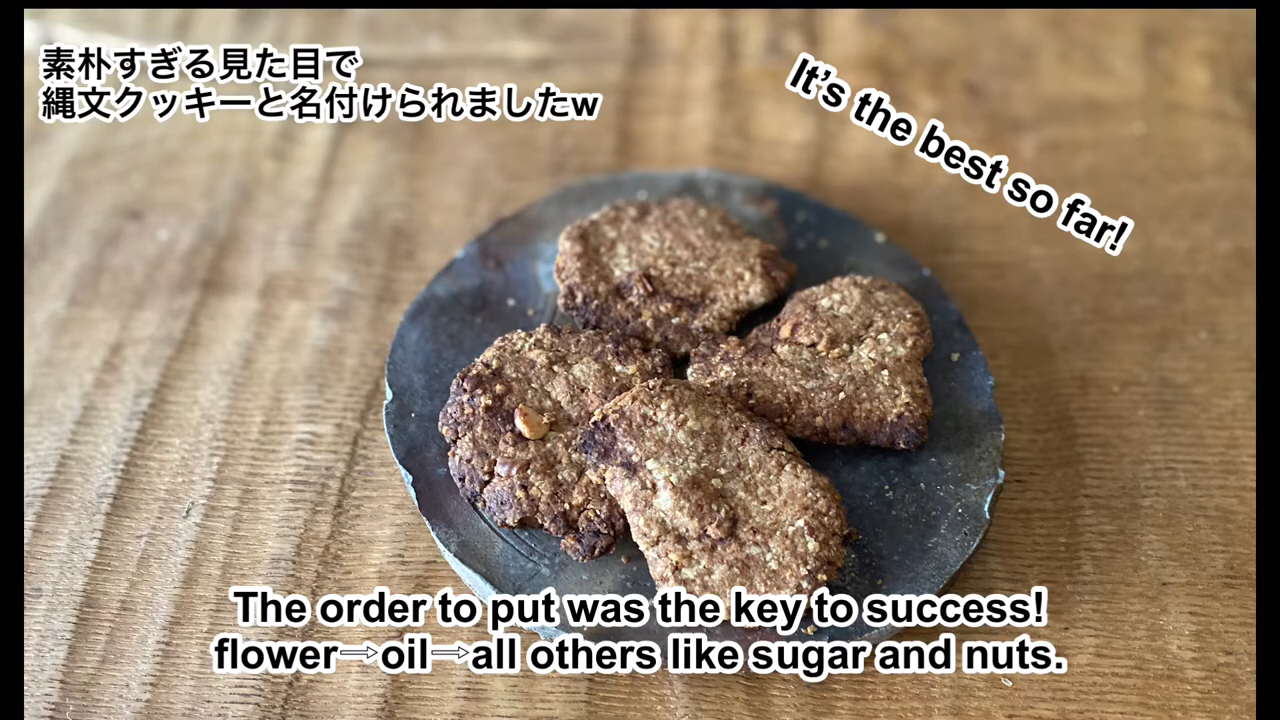 素朴すぎる見た目で
縄文クッキーと名付けられましたw
It's the best so far!
The order to put was the key to success!
flower⇨oil⇨all others like sugar and nuts.